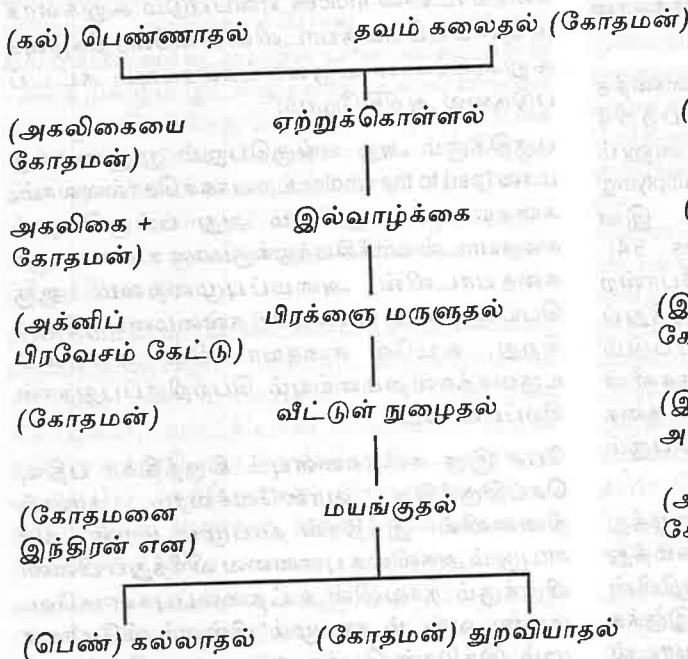 (கல்) பெண்ணாதல் தவம் கலைதல் (கோதமன்)
(அகலிகையை ஏற்றுக்கொள்ளல்
கோதமன்)
அகலிகை + இல்வாழ்க்கை
கோதமன்)
(அக்னிப் பிரக்ஞை மருளுதல்
பிரவேசம் கேட்டு)
(கோதமன்) வீட்டுள் நுழைதல்
(கோதமனை மயங்குதல்
இந்திரன் என)
(பெண்) கல்லாதல் (கோதமன்) துறவியாதல்